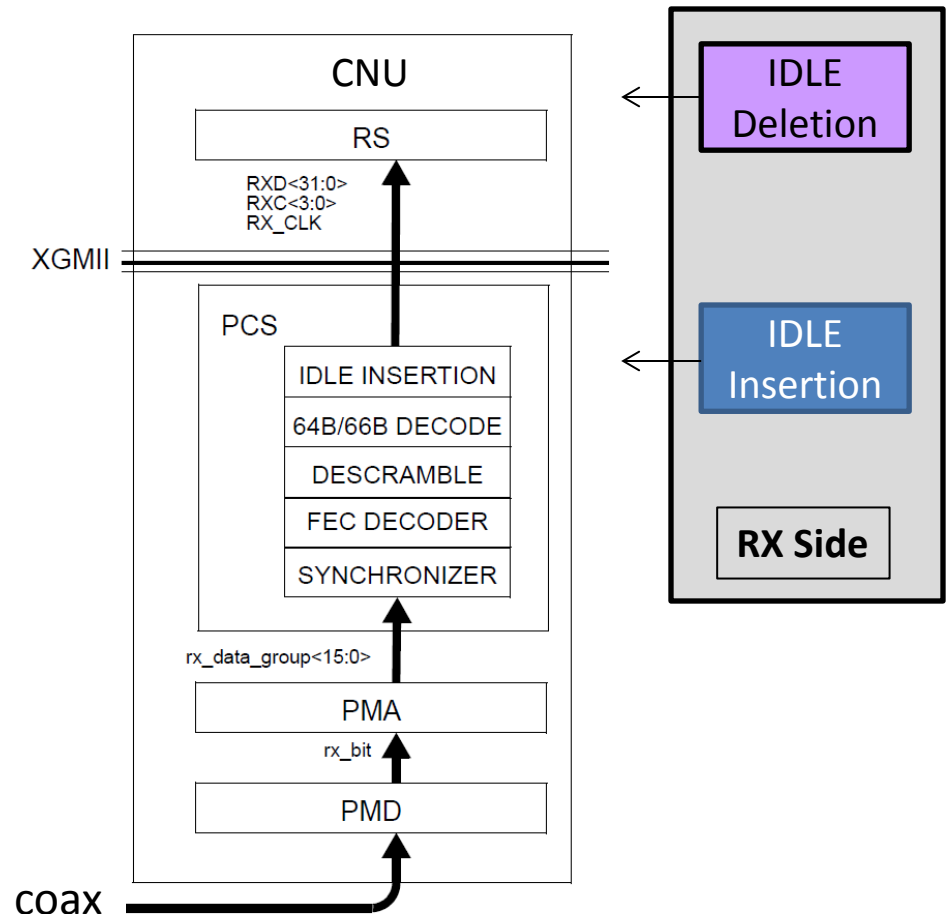 CNU
RS
RXD<31:0>
RXC<3:0>
RX_CLK
XGMII
PCS
IDLE INSERTION
64B/66B DECODE
DESCRAMBLE
FEC DECODER
SYNCHRONIZER
rx_data_group<15:0>
PMA
rx_bit
PMD
coax
IDLE
Deletion
IDLE
Insertion
RX Side